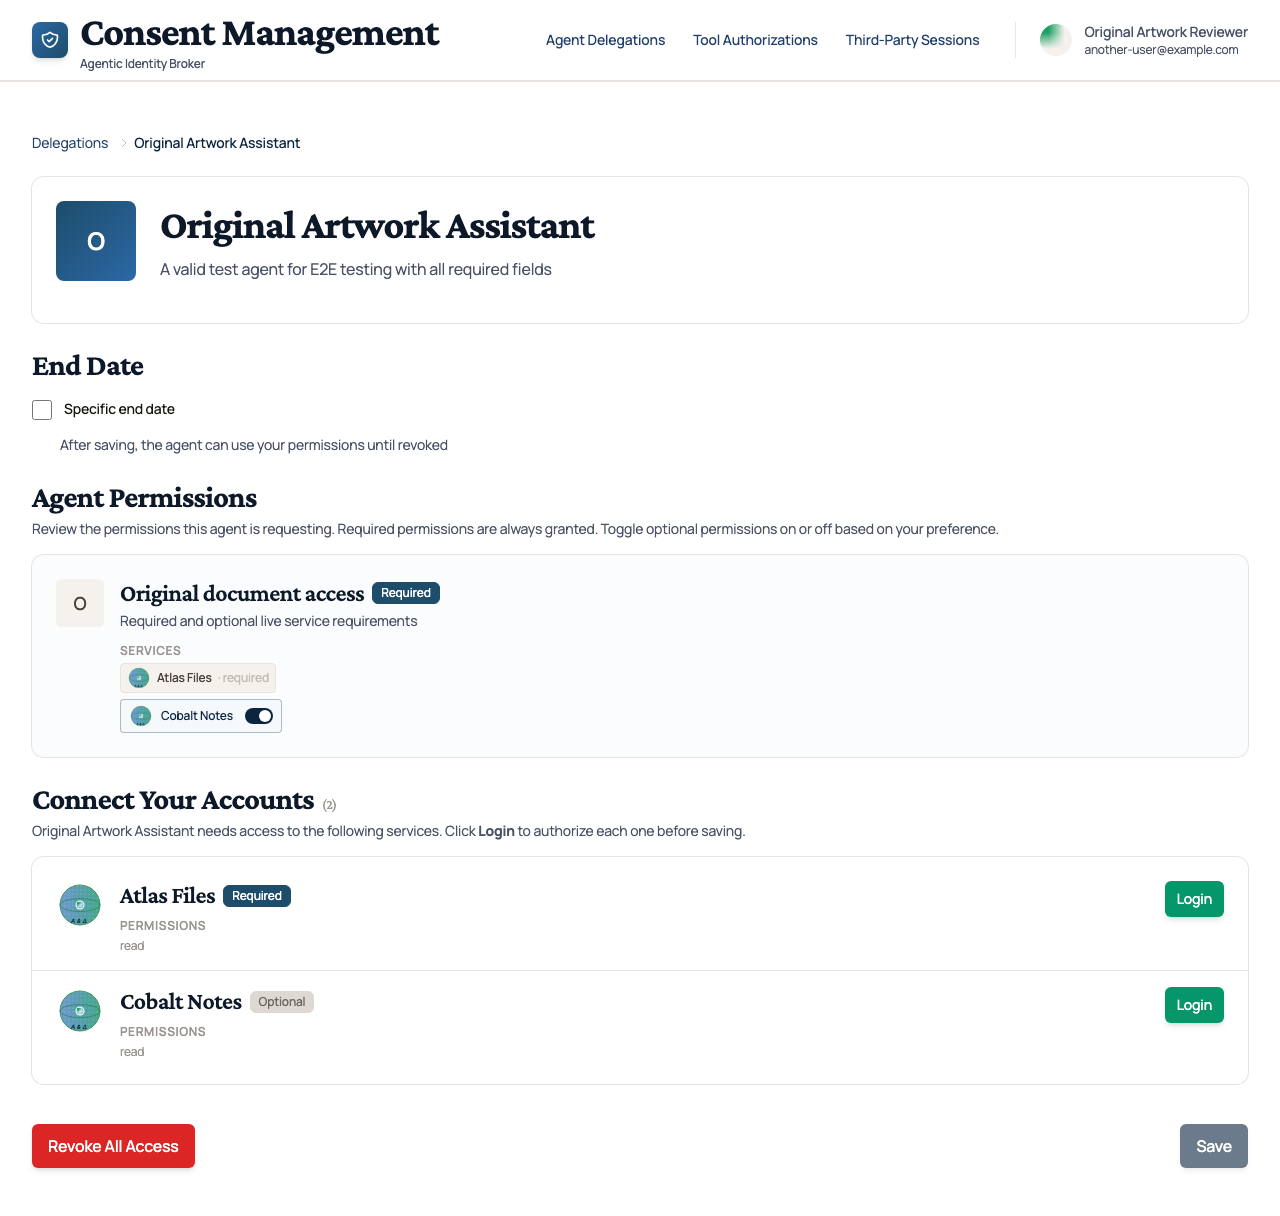 Consent Management
Agentic Identity Broker
Agent Delegations
Tool Authorizations
Third-Party Sessions
Original Artwork Reviewer
another-user@example.com
Delegations
Original Artwork Assistant
O
Original Artwork Assistant
A valid test agent for E2E testing with all required fields
End Date
Specific end date
After saving, the agent can use your permissions until revoked
Agent Permissions
Review the permissions this agent is requesting. Required permissions are always granted. Toggle optional permissions on or off based on your preference.
O
Original document access
Required
Required and optional live service requirements
SERVICES
Atlas Files · required
Cobalt Notes
Connect Your Accounts (2)
Original Artwork Assistant needs access to the following services. Click Login to authorize each one before saving.
Atlas Files
Required
Login
PERMISSIONS
read
Cobalt Notes
Optional
Login
PERMISSIONS
read
Revoke All Access
Save